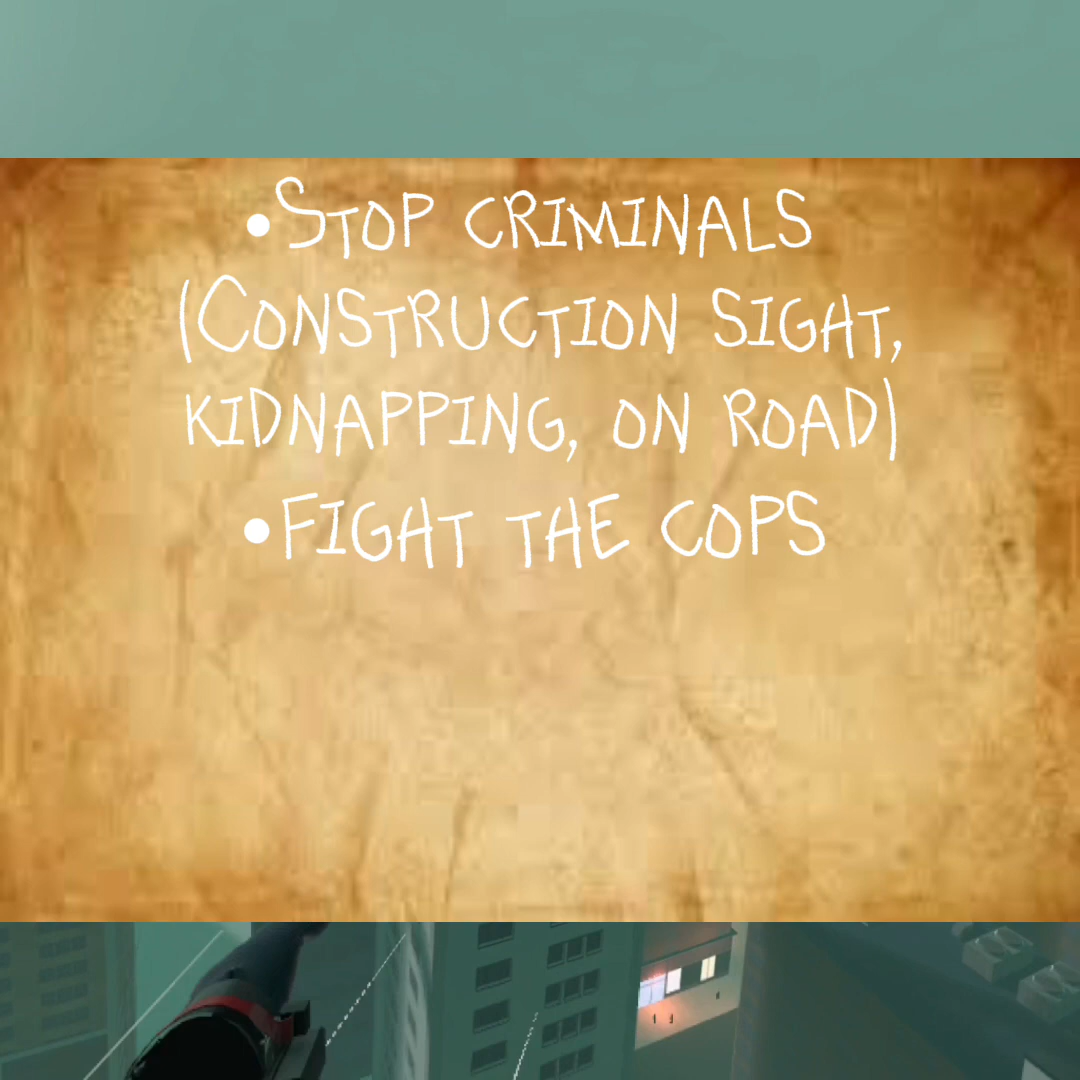 •Stop criminals
(Construction sight,
kidnapping, on road)
•Fight the cops